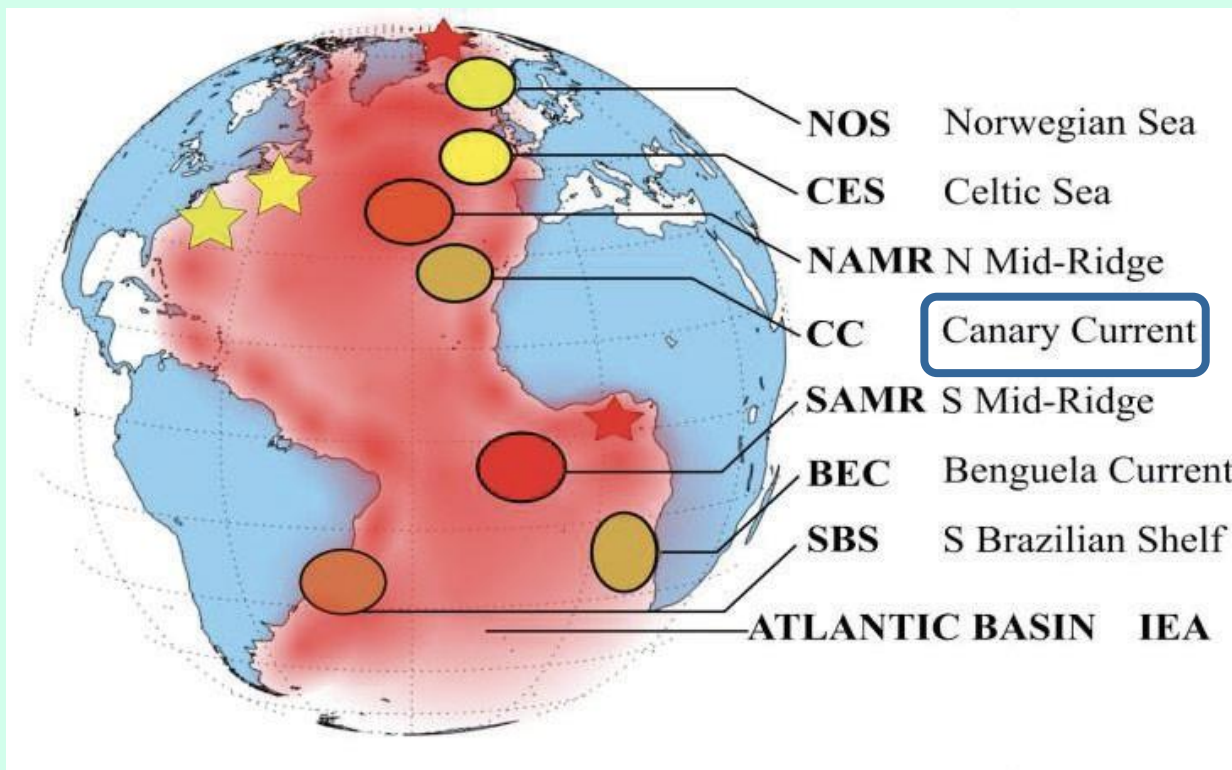 NOS Norwegian Sea
CES Celtic Sea
NAMR N Mid-Ridge
CC Canary Current
SAMR S Mid-Ridge
BEC Benguela Current
SBS S Brazilian Shelf
ATLANTIC BASIN IEA